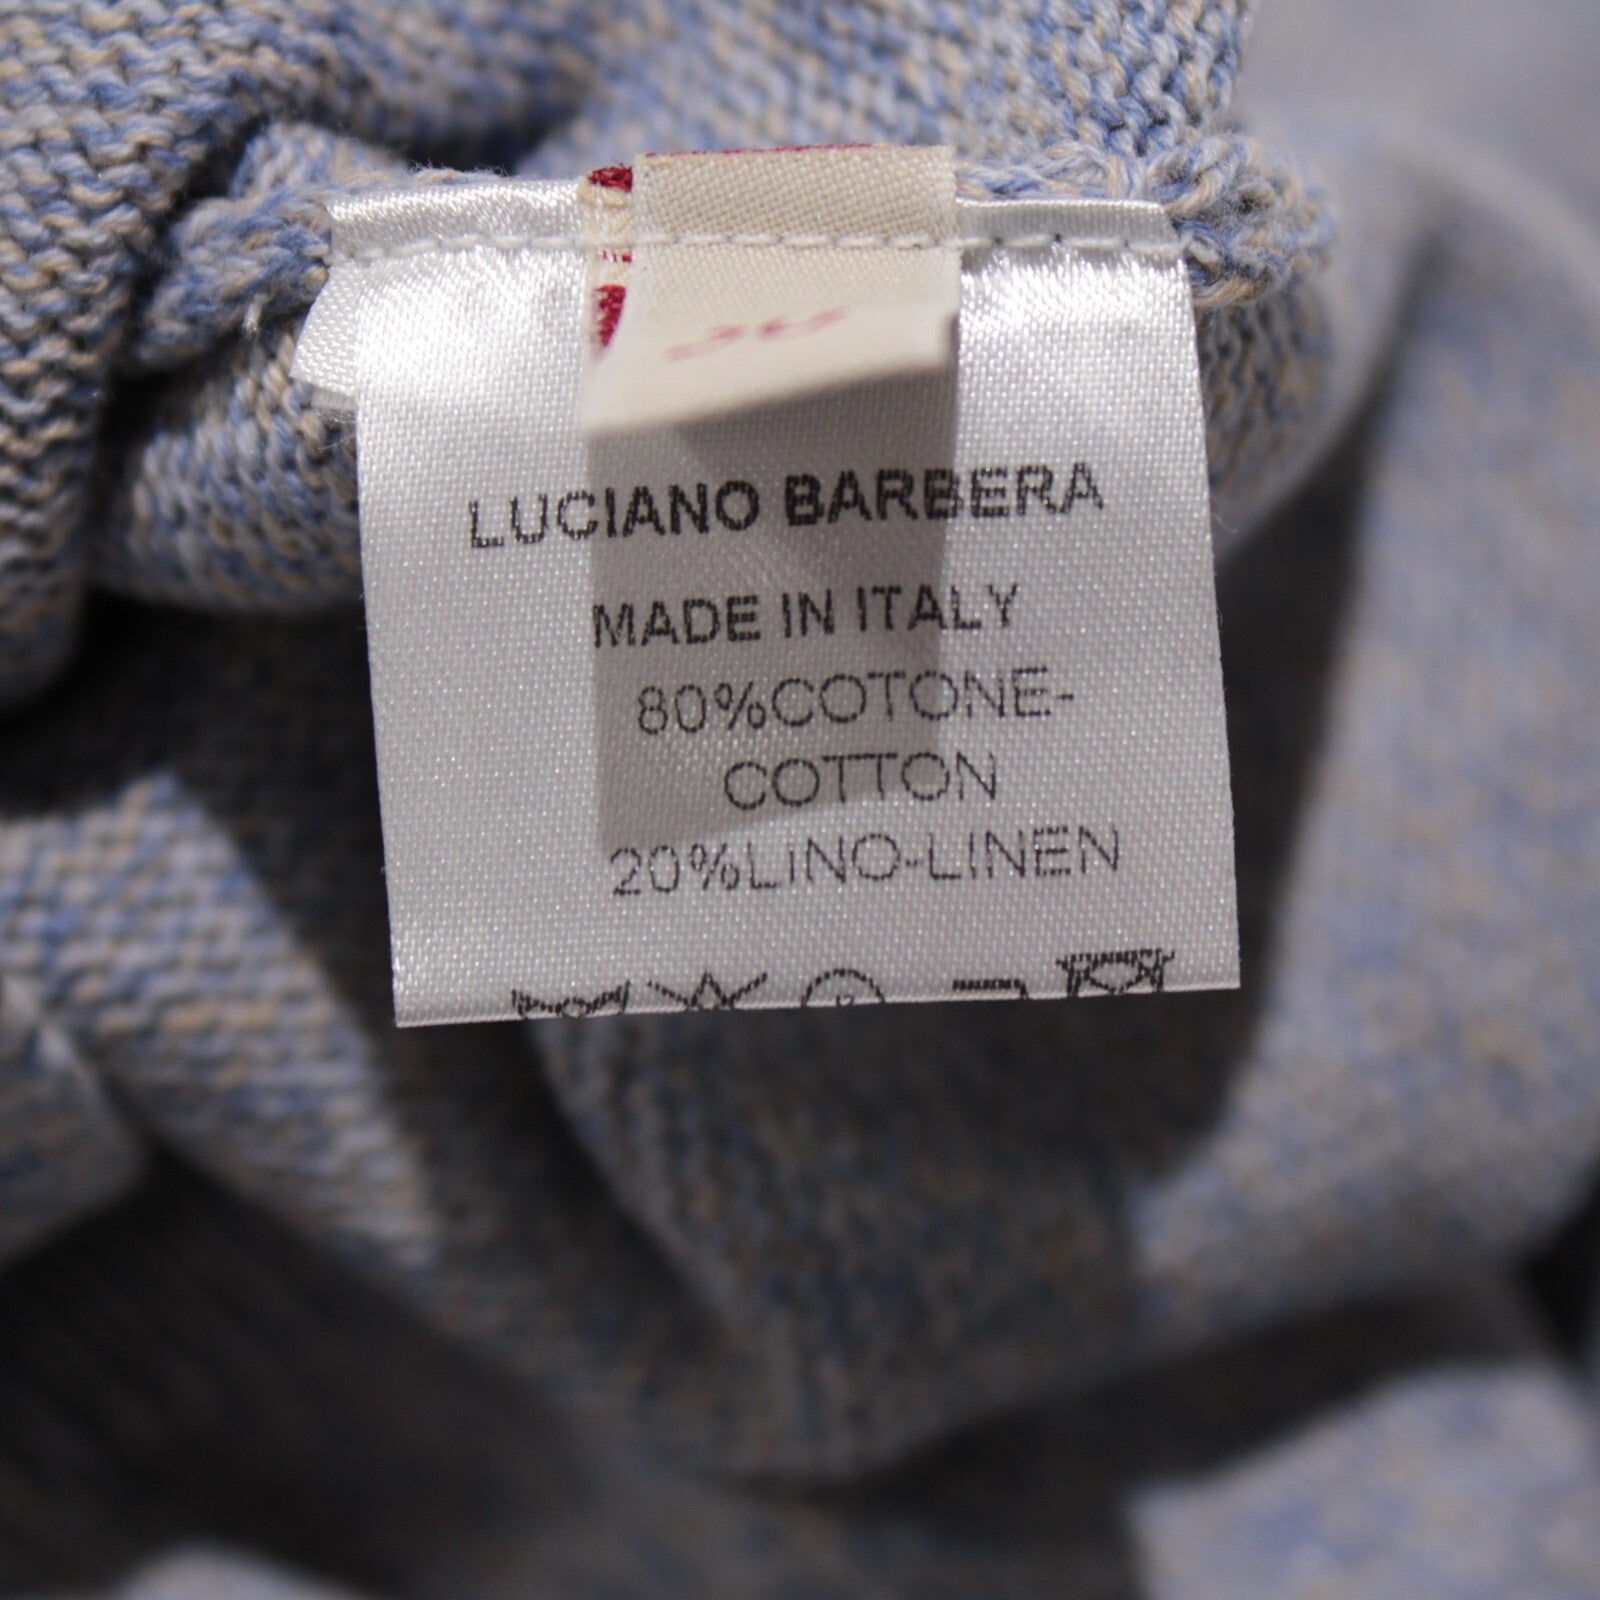 LUCIANO BARBERA
MADE IN ITALY
80%COTONE-
COTTON
20%LiNO-LINEN